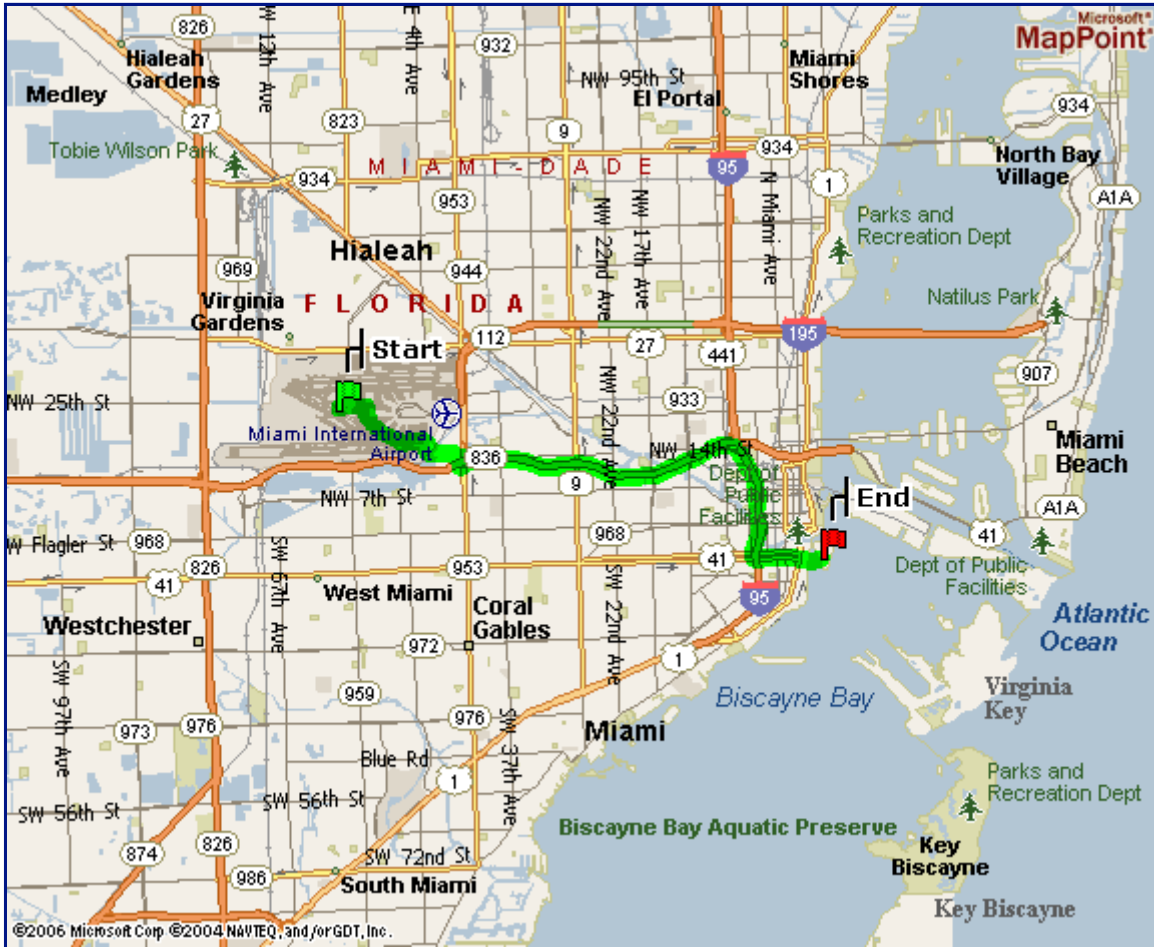 Microsoft®
MapPoint®
826
NW 12th Ave
NE 4th Ave
932
Hialeah
Gardens
Miami
Shores
NW 95th St
Medley
El Portal
27
823
9
934
934
Tobie Wilson Park
MIAMI-DADE
95
North Bay
Village
934
953
1
A1A
NW 22nd Ave
NW 17th Ave
N Miami Ave
Parks and
Recreation Dept
Hialeah
969
944
Virginia
Gardens
FLORIDA
Natilus Park
112
195
Start
27
441
907
NW 25th St
NW 22nd Ave
933
Miami International
Airport
836
NW 14th St
Miami
Beach
Dept of
Public
Facilities
NW 7th St
9
End
A1A
W Flagler St
968
968
41
826
41
41
953
Dept of Public
Facilities
SW 67th Ave
West Miami
SW 22nd Ave
95
Coral
Gables
Atlantic
Ocean
Westchester
972
1
Virginia
Key
SW 97th Ave
959
Biscayne Bay
976
973
976
SW 37th Ave
Miami
Blue Rd
1
Parks and
Recreation Dept
SW 56th St
SW 56th St
Biscayne Bay Aquatic Preserve
826
874
SW 72nd St
Key
Biscayne
986
South Miami
Key Biscayne
©2006 Microsoft Corp ©2004 NAVTEQ, and/or GDT, Inc.